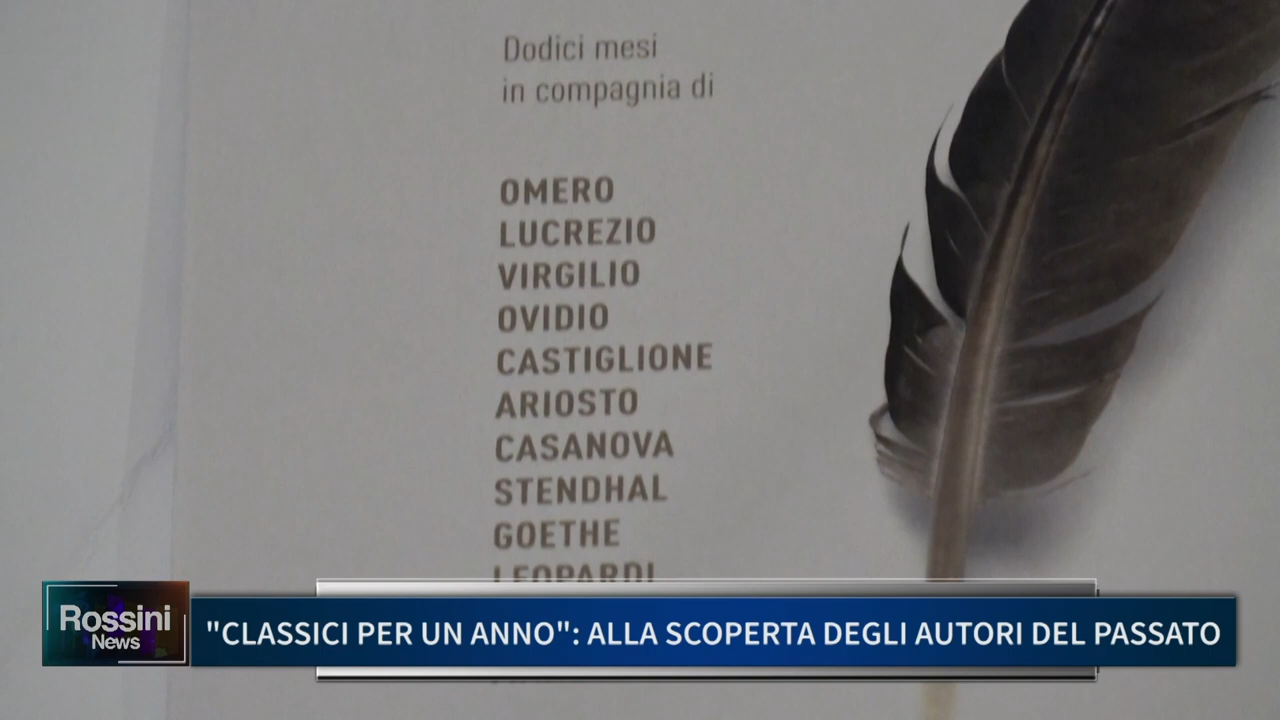 Dodici mesi
in compagnia di
OMERO
LUCREZIO
VIRGILIO
OVIDIO
CASTIGLIONE
ARIOSTO
CASANOVA
STENDHAL
GOETHE
LEOPARDI
Rossini
News
"CLASSICI PER UN ANNO": ALLA SCOPERTA DEGLI AUTORI DEL PASSATO